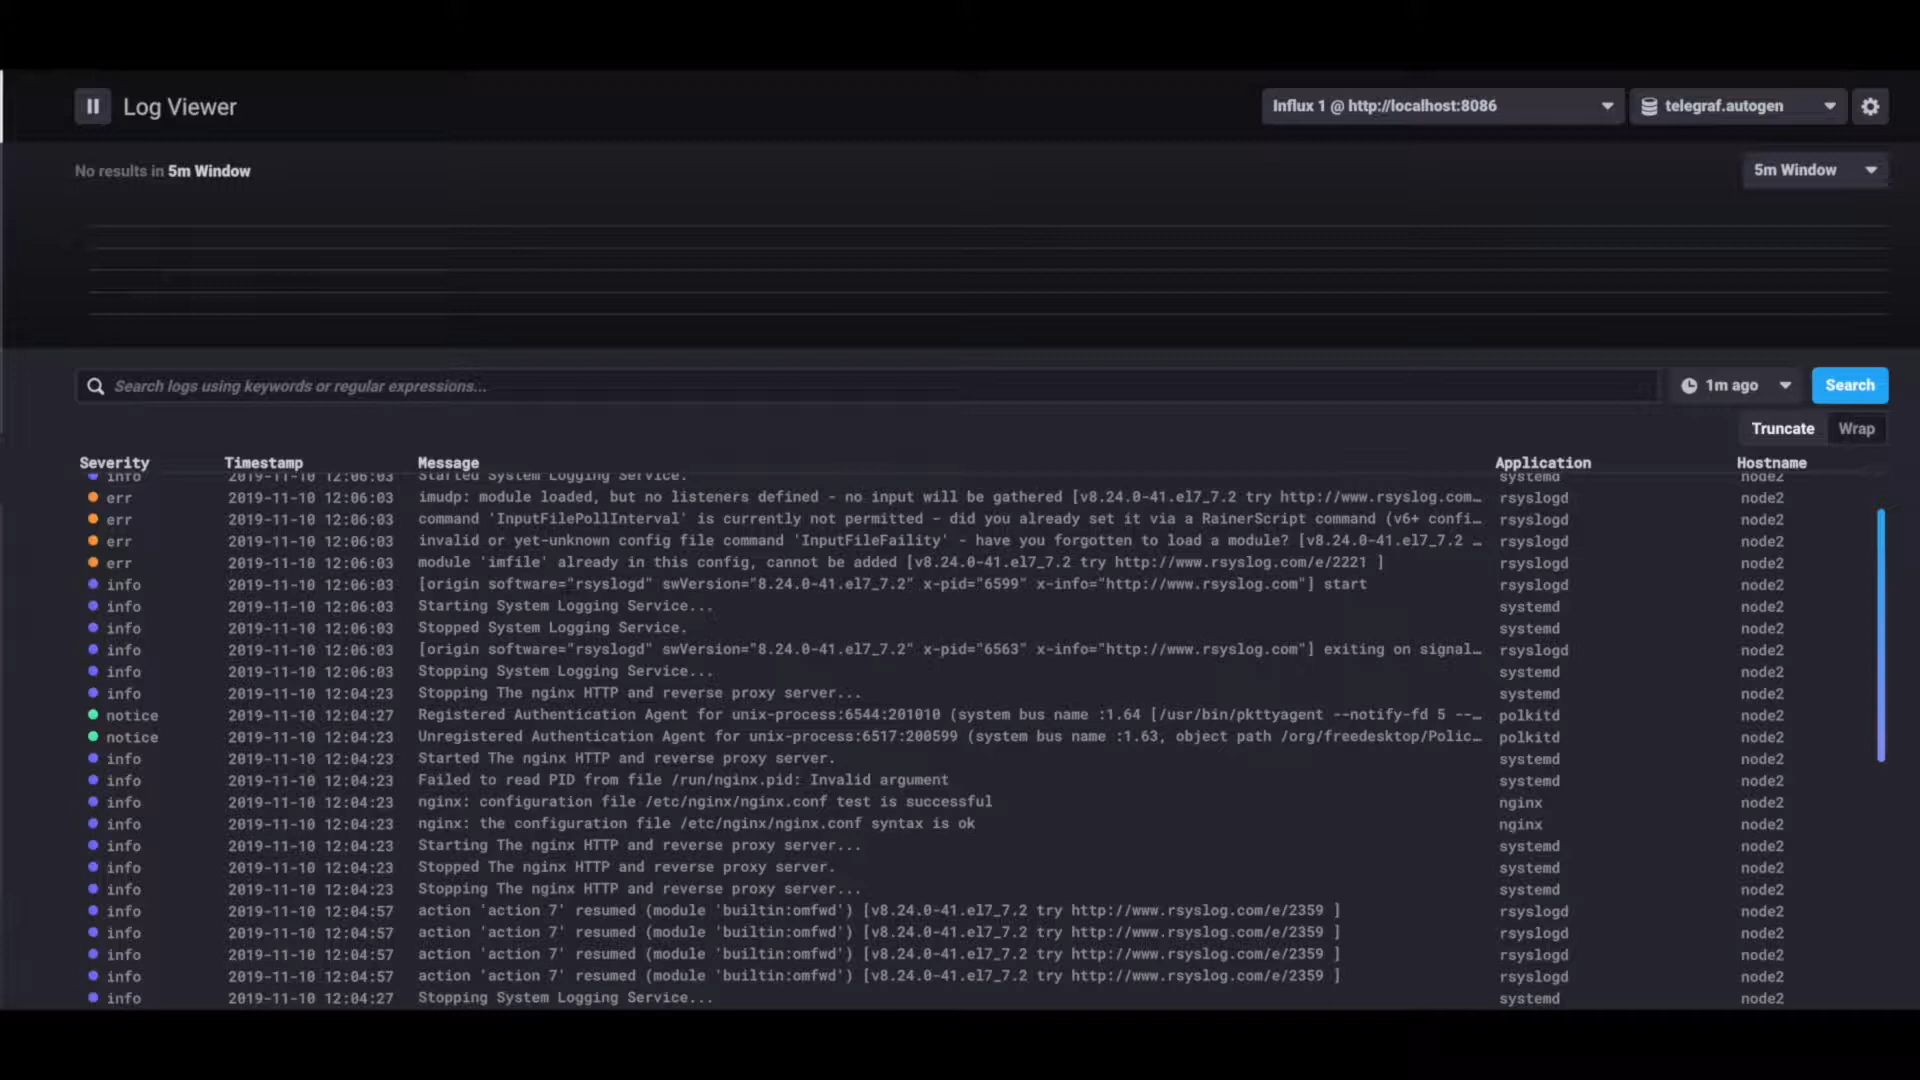 Log Viewer Influx 1 @ http://localhost:8086 telegraf.autogen
No results in 5m Window 5m Window
Search logs using keywords or regular expressions... 1m ago Search
Truncate Wrap
Severity Timestamp Message Application Hostname
info 2019-11-10 12:06:03 Started System Logging Service. systemd node2
err 2019-11-10 12:06:03 imudp: module loaded, but no listeners defined - no input will be gathered [v8.24.0-41.el7_7.2 try http://www.rsyslog.com… rsyslogd node2
err 2019-11-10 12:06:03 command 'InputFilePollInterval' is currently not permitted - did you already set it via a RainerScript command (v6+ confi… rsyslogd node2
err 2019-11-10 12:06:03 invalid or yet-unknown config file command 'InputFileFaility' - have you forgotten to load a module? [v8.24.0-41.el7_7.2 … rsyslogd node2
err 2019-11-10 12:06:03 module 'imfile' already in this config, cannot be added [v8.24.0-41.el7_7.2 try http://www.rsyslog.com/e/2221 ] rsyslogd node2
info 2019-11-10 12:06:03 [origin software="rsyslogd" swVersion="8.24.0-41.el7_7.2" x-pid="6599" x-info="http://www.rsyslog.com"] start rsyslogd node2
info 2019-11-10 12:06:03 Starting System Logging Service... systemd node2
info 2019-11-10 12:06:03 Stopped System Logging Service. systemd node2
info 2019-11-10 12:06:03 [origin software="rsyslogd" swVersion="8.24.0-41.el7_7.2" x-pid="6563" x-info="http://www.rsyslog.com"] exiting on signal… rsyslogd node2
info 2019-11-10 12:06:03 Stopping System Logging Service... systemd node2
info 2019-11-10 12:04:23 Stopping The nginx HTTP and reverse proxy server... systemd node2
notice 2019-11-10 12:04:27 Registered Authentication Agent for unix-process:6544:201010 (system bus name :1.64 [/usr/bin/pkttyagent --notify-fd 5 --… polkitd node2
notice 2019-11-10 12:04:23 Unregistered Authentication Agent for unix-process:6517:200599 (system bus name :1.63, object path /org/freedesktop/Polic… polkitd node2
info 2019-11-10 12:04:23 Started The nginx HTTP and reverse proxy server. systemd node2
info 2019-11-10 12:04:23 Failed to read PID from file /run/nginx.pid: Invalid argument systemd node2
info 2019-11-10 12:04:23 nginx: configuration file /etc/nginx/nginx.conf test is successful nginx node2
info 2019-11-10 12:04:23 nginx: the configuration file /etc/nginx/nginx.conf syntax is ok nginx node2
info 2019-11-10 12:04:23 Starting The nginx HTTP and reverse proxy server... systemd node2
info 2019-11-10 12:04:23 Stopped The nginx HTTP and reverse proxy server. systemd node2
info 2019-11-10 12:04:23 Stopping The nginx HTTP and reverse proxy server... systemd node2
info 2019-11-10 12:04:57 action 'action 7' resumed (module 'builtin:omfwd') [v8.24.0-41.el7_7.2 try http://www.rsyslog.com/e/2359 ] rsyslogd node2
info 2019-11-10 12:04:57 action 'action 7' resumed (module 'builtin:omfwd') [v8.24.0-41.el7_7.2 try http://www.rsyslog.com/e/2359 ] rsyslogd node2
info 2019-11-10 12:04:57 action 'action 7' resumed (module 'builtin:omfwd') [v8.24.0-41.el7_7.2 try http://www.rsyslog.com/e/2359 ] rsyslogd node2
info 2019-11-10 12:04:57 action 'action 7' resumed (module 'builtin:omfwd') [v8.24.0-41.el7_7.2 try http://www.rsyslog.com/e/2359 ] rsyslogd node2
info 2019-11-10 12:04:27 Stopping System Logging Service... systemd node2